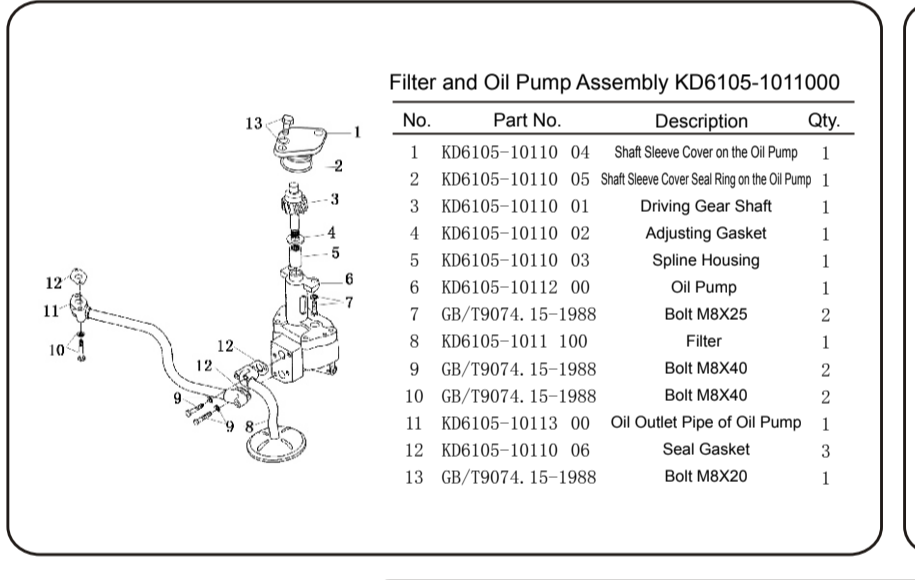 Filter and Oil Pump Assembly KD6105-1011000
No. Part No. Description Qty.
1 KD6105-10110 04 Shaft Sleeve Cover on the Oil Pump 1
2 KD6105-10110 05 Shaft Sleeve Cover Seal Ring on the Oil Pump 1
3 KD6105-10110 01 Driving Gear Shaft 1
4 KD6105-10110 02 Adjusting Gasket 1
5 KD6105-10110 03 Spline Housing 1
6 KD6105-10112 00 Oil Pump 1
7 GB/T9074.15-1988 Bolt M8X25 2
8 KD6105-1011 100 Filter 1
9 GB/T9074.15-1988 Bolt M8X40 2
10 GB/T9074.15-1988 Bolt M8X40 2
11 KD6105-10113 00 Oil Outlet Pipe of Oil Pump 1
12 KD6105-10110 06 Seal Gasket 3
13 GB/T9074.15-1988 Bolt M8X20 1
13
1
2
3
4
5
6
7
12
11
10
12
12
9
9 8